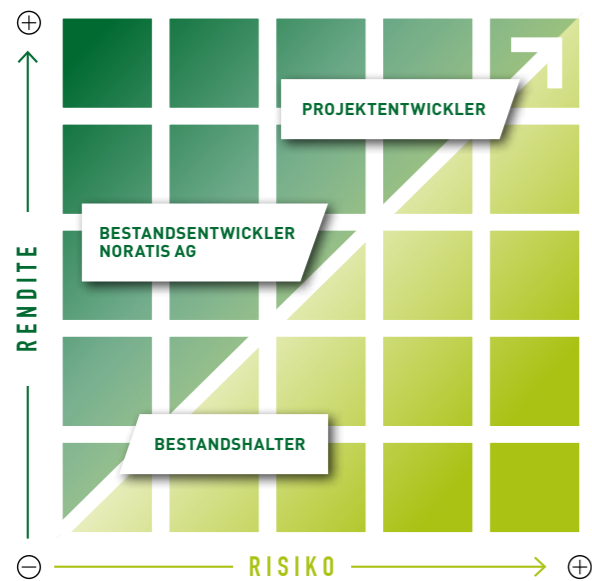 PROJEKTENTWICKLER
BESTANDSENTWICKLER
NORATIS AG
RENDITE
BESTANDSHALTER
RISIKO